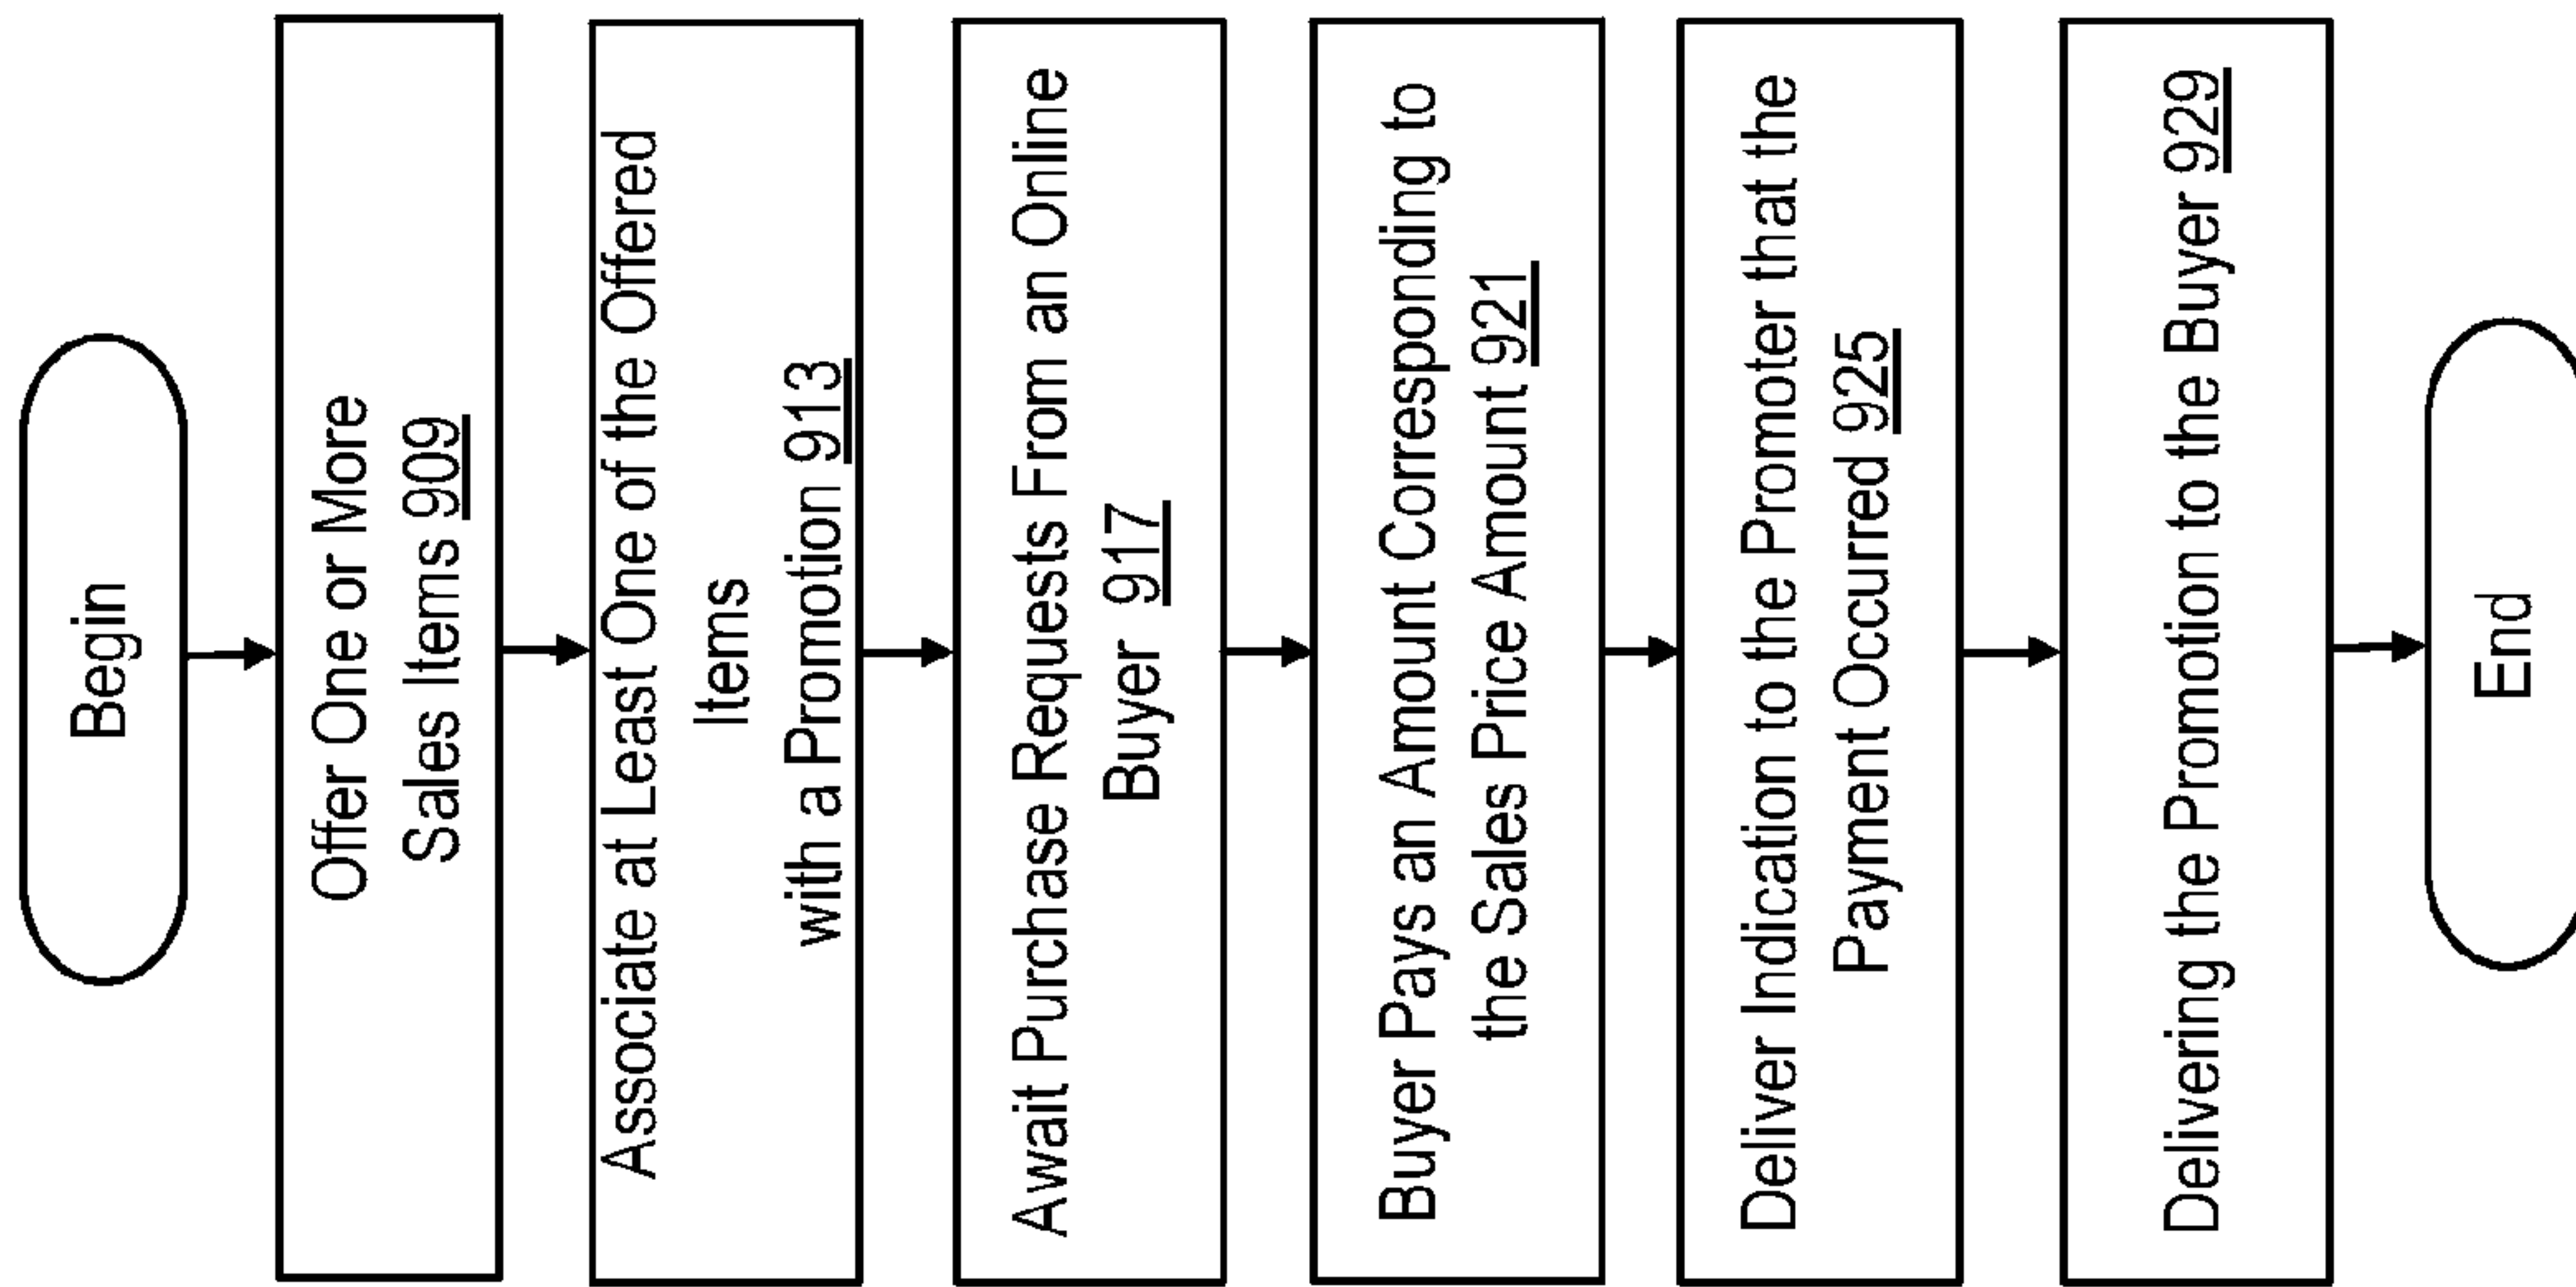 Begin
Offer One or More
Sales Items 909
Associate at Least One of the Offered
Items
with a Promotion 913
Await Purchase Requests From an Online
Buyer 917
Buyer Pays an Amount Corresponding to
the Sales Price Amount 921
Deliver Indication to the Promoter that the
Payment Occurred 925
Delivering the Promotion to the Buyer 929
End